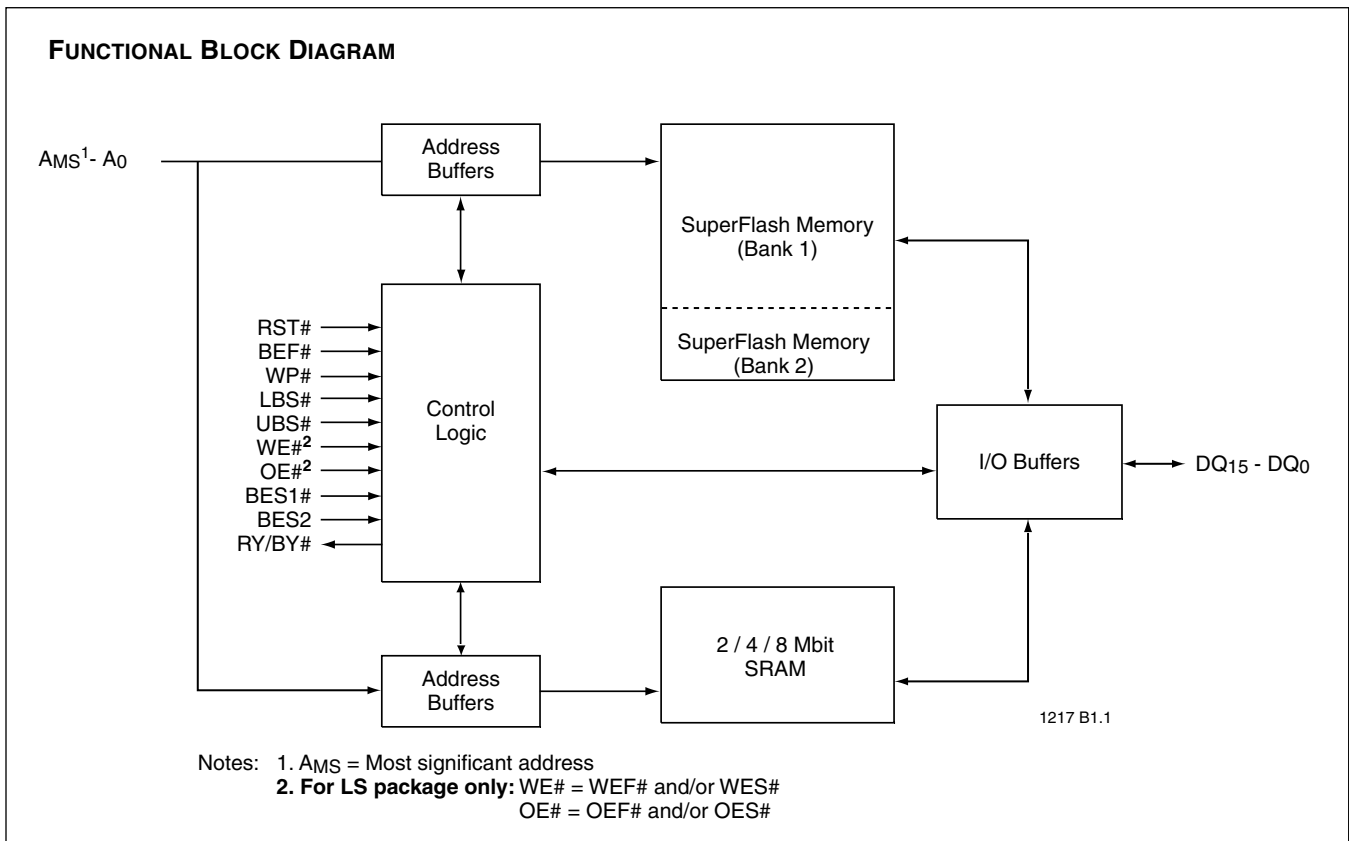 FUNCTIONAL BLOCK DIAGRAM
AMS1- A0
Address
Buffers
SuperFlash Memory
(Bank 1)
SuperFlash Memory
(Bank 2)
RST#
BEF#
WP#
LBS#
UBS#
WE#2
OE#2
BES1#
BES2
RY/BY#
Control
Logic
I/O Buffers
DQ15 - DQ0
Address
Buffers
2 / 4 / 8 Mbit
SRAM
1217 B1.1
Notes: 1. AMS = Most significant address
2. For LS package only: WE# = WEF# and/or WES#
OE# = OEF# and/or OES#